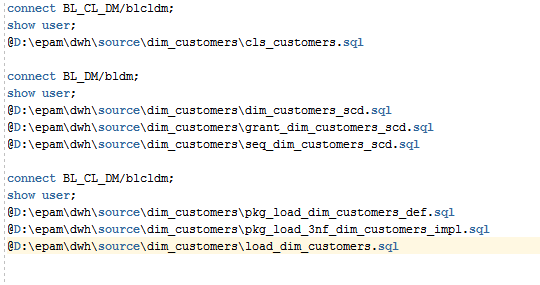 connect BL_CL_DM/blcldm;
show user;
@D:\epam\dwh\source\dim_customers\cls_customers.sql
connect BL_DM/bldm;
show user;
@D:\epam\dwh\source\dim_customers\dim_customers_scd.sql
@D:\epam\dwh\source\dim_customers\grant_dim_customers_scd.sql
@D:\epam\dwh\source\dim_customers\seq_dim_customers_scd.sql
connect BL_CL_DM/blcldm;
show user;
@D:\epam\dwh\source\dim_customers\pkg_load_dim_customers_def.sql
@D:\epam\dwh\source\dim_customers\pkg_load_3nf_dim_customers_impl.sql
@D:\epam\dwh\source\dim_customers\load_dim_customers.sql